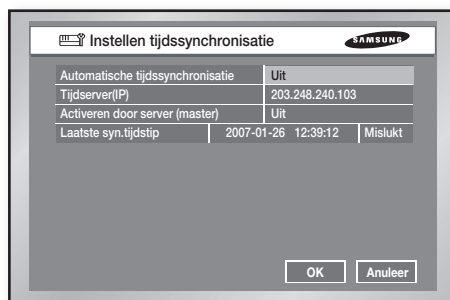 Instellen tijdssynchronisatie SAMSUNG
Automatische tijdssynchronisatie Uit
Tijdserver(IP) 203.248.240.103
Activeren door server (master) Uit
Laatste syn.tijdstip 2007-01-26 12:39:12 Mislukt
OK Anuleer